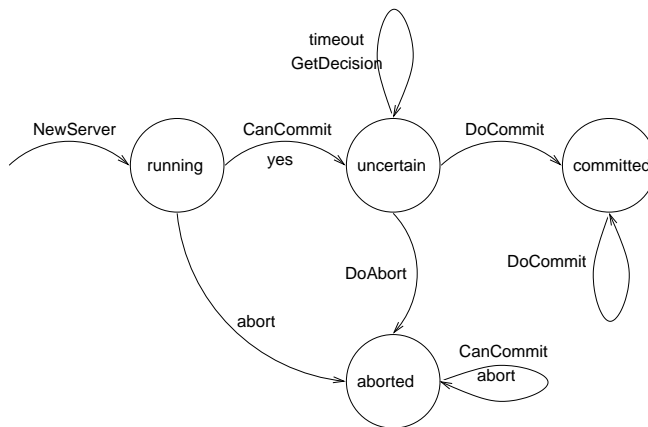 timeout
GetDecision
NewServer
CanCommit
yes
DoCommit
running
uncertain
committed
DoAbort
DoCommit
abort
aborted
CanCommit
abort